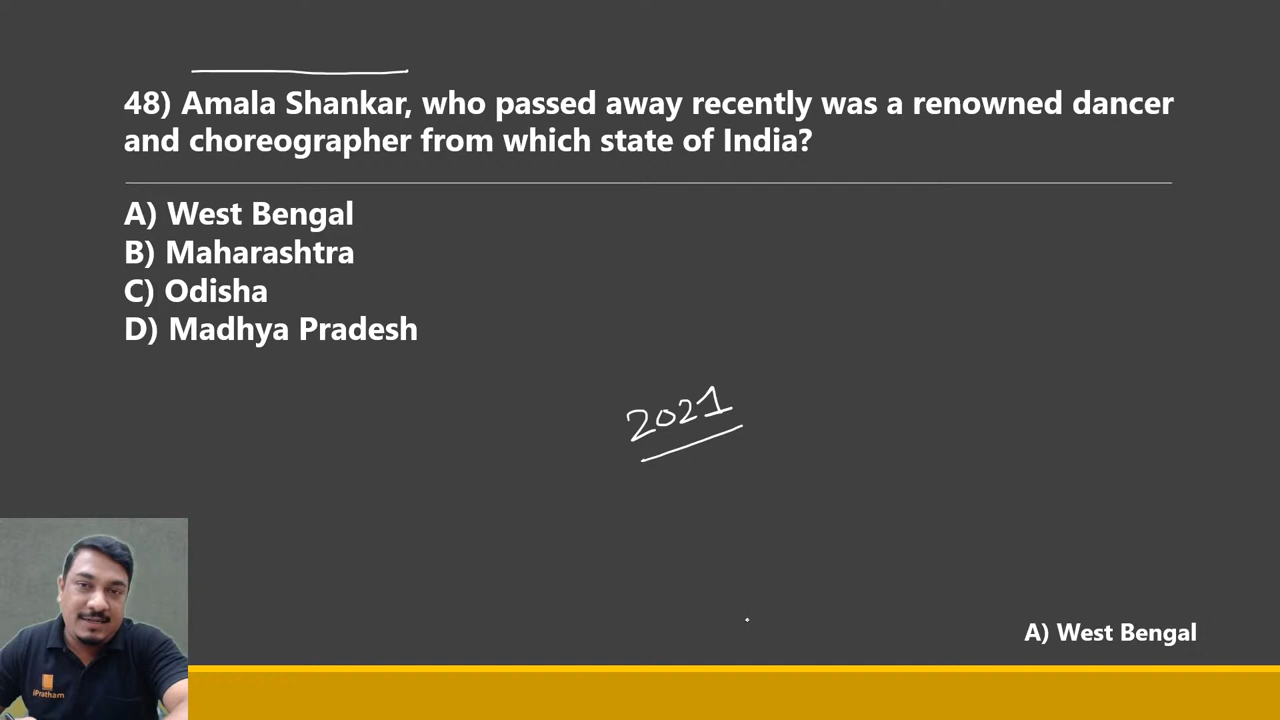 48) Amala Shankar, who passed away recently was a renowned dancer
and choreographer from which state of India?
A) West Bengal
B) Maharashtra
C) Odisha
D) Madhya Pradesh
2021
iPratham
A) West Bengal